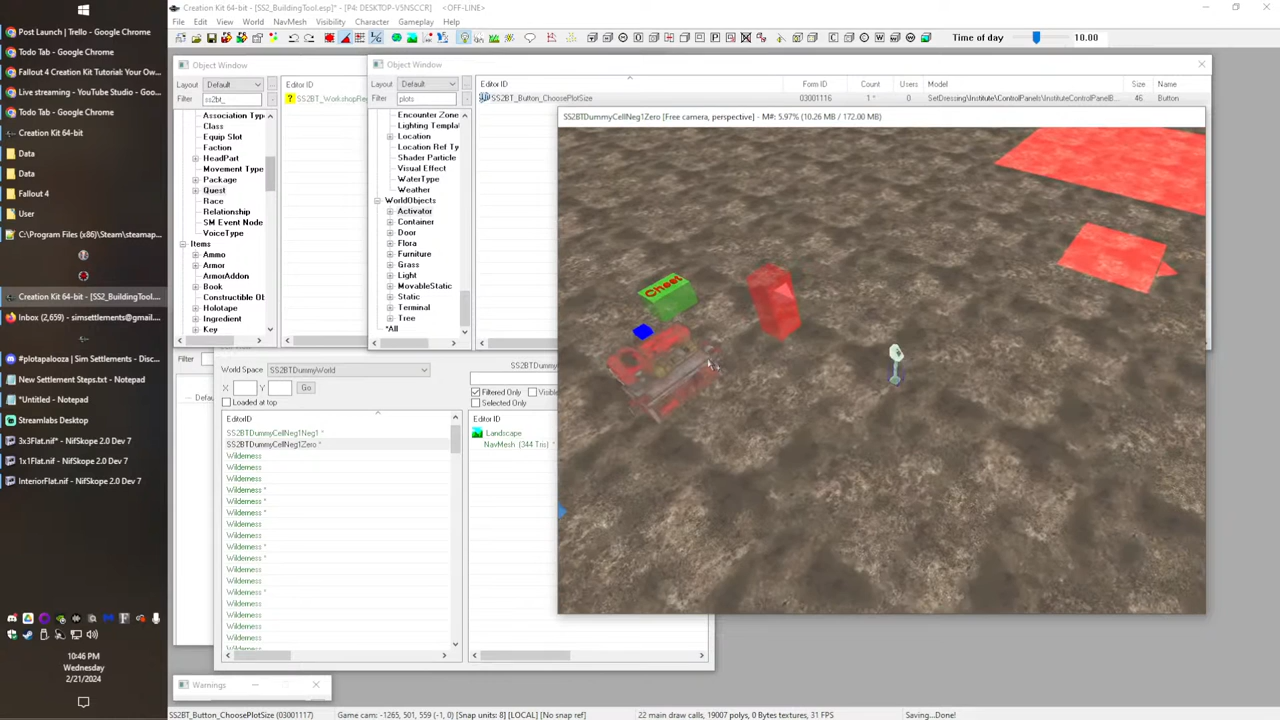 Post Launch | Trello - Google Chrome
Todo Tab - Google Chrome
Fallout 4 Creation Kit Tutorial: Your Ow...
Live streaming - YouTube Studio - Goog...
Todo Tab - Google Chrome
Creation Kit 64-bit
Data
Data
Fallout 4
User
C:\Program Files (x86)\Steam\steamap...
Creation Kit 64-bit - [SS2_BuildingTool....
Inbox (2,659) - simsettlements@gmail....
#plotapalooza | Sim Settlements - Disc...
New Settlement Steps.txt - Notepad
*Untitled - Notepad
Streamlabs Desktop
3x3Flat.nif* - NifSkope 2.0 Dev 7
1x1Flat.nif - NifSkope 2.0 Dev 7
InteriorFlat.nif - NifSkope 2.0 Dev 7
10:46 PM
Wednesday
2/21/2024
Creation Kit 64-bit - [SS2_BuildingTool.esp*] - [P4: DESKTOP-V5NSCCR] <OFF-LINE>
File Edit View World NavMesh Visibility Character Gameplay Help
Time of day 10.00
Object Window
Layout Default
Filter ss2bt_
Association Typ
Class
Equip Slot
Faction
HeadPart
Movement Type
Package
Quest
Race
Relationship
SM Event Node
VoiceType
Items
Ammo
Armor
ArmorAddon
Book
Constructible Ob
Holotape
Ingredient
Key
Editor ID
SS2BT_WorkshopRe
Object Window
Layout Default
Filter plots
Encounter Zone
Lighting Templa
Location
Location Ref Ty
Shader Particle
Visual Effect
WaterType
Weather
WorldObjects
Activator
Container
Door
Flora
Furniture
Grass
Light
MovableStatic
Static
Terminal
Tree
*All
Editor ID Form ID Count Users Model Size Name
SS2BT_Button_ChoosePlotSize 03001116 1 * 0 SetDressing\Institute\ControlPanels\InstituteControlPanelB... 46 Button
SS2BTDummyCellNeg1Zero [Free camera, perspective] - M#: 5.97% (10.26 MB / 172.00 MB)
Cheet
Filter
Defau
World Space SS2BTDummyWorld
X Y Go
Loaded at top
EditorID
SS2BTDummyCellNeg1Neg1 *
SS2BTDummyCellNeg1Zero *
Wilderness
Wilderness
Wilderness
Wilderness *
Wilderness *
Wilderness *
Wilderness *
Wilderness
Wilderness
Wilderness *
Wilderness
Wilderness
Wilderness *
Wilderness
Wilderness
Wilderness
Wilderness
Wilderness
SS2BTDumm
Filtered Only Visible
Selected Only
Editor ID
Landscape
NavMesh (344 Tris) *
Warnings
SS2BT_Button_ChoosePlotSize (03001117) Game cam: -1265, 501, 559 (-1, 0) [Snap units: 8] [LOCAL] [No snap ref] 22 main draw calls, 19007 polys, 0 Bytes textures, 31 FPS Saving...Done!